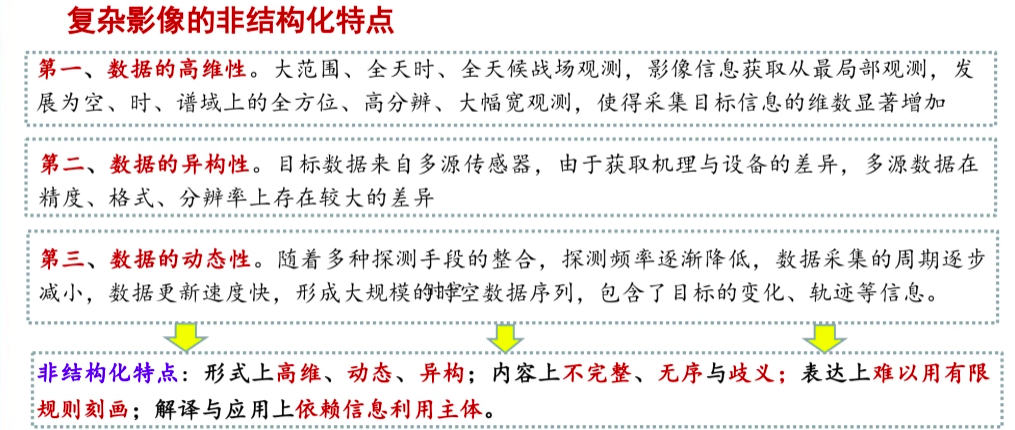 复杂影像的非结构化特点
第一、数据的高维性。大范围、全天时、全天候战场观测，影像信息获取从最局部观测，发
展为空、时、谱域上的全方位、高分辨、大幅宽观测，使得采集目标信息的维数显著增加
第二、数据的异构性。目标数据来自多源传感器，由于获取机理与设备的差异，多源数据在
精度、格式、分辨率上存在较大的差异
第三、数据的动态性。随着多种探测手段的整合，探测频率逐渐降低，数据采集的周期逐步
减小，数据更新速度快，形成大规模的时空数据序列，包含了目标的变化、轨迹等信息。
非结构化特点：形式上高维、动态、异构；内容上不完整、无序与歧义；表达上难以用有限
规则刻画；解译与应用上依赖信息利用主体。